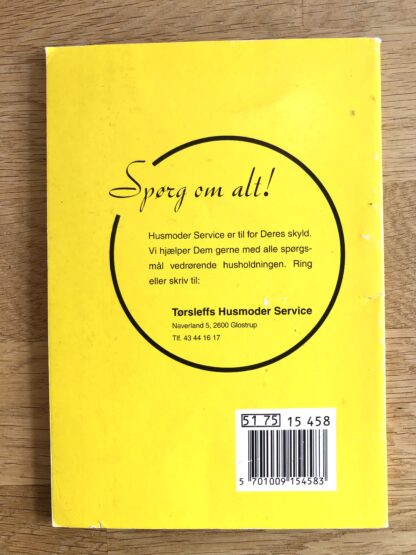 Spørg om alt!
Husmoder Service er til for Deres skyld.
Vi hjælper Dem gerne med alle spørgs-
mål vedrørende husholdningen. Ring
eller skriv til:
Tørsleffs Husmoder Service
Naverland 5, 2600 Glostrup
Tlf. 43 44 16 17
51 75 15 458
5 701009 154583